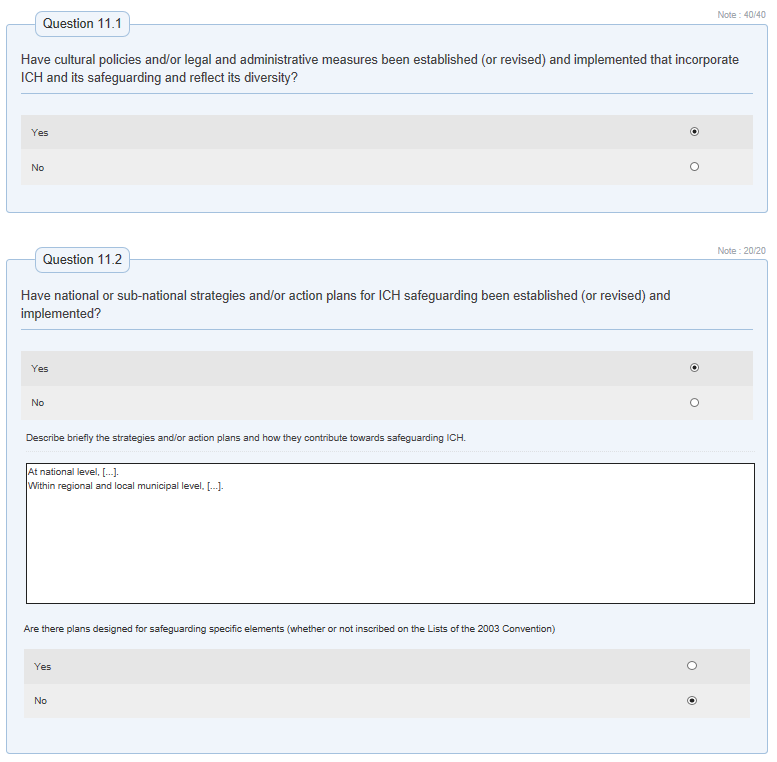 Question 11.1
Note : 40/40
Have cultural policies and/or legal and administrative measures been established (or revised) and implemented that incorporate
ICH and its safeguarding and reflect its diversity?
Yes
No
Question 11.2
Note : 20/20
Have national or sub-national strategies and/or action plans for ICH safeguarding been established (or revised) and
implemented?
Yes
No
Describe briefly the strategies and/or action plans and how they contribute towards safeguarding ICH.
At national level, [...].
Within regional and local municipal level, [...].
Are there plans designed for safeguarding specific elements (whether or not inscribed on the Lists of the 2003 Convention)
Yes
No